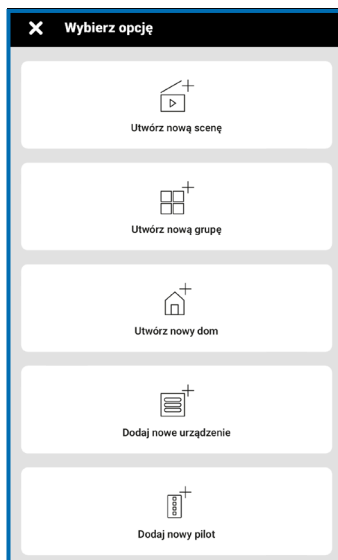 Wybierz opcję
Utwórz nową scenę
Utwórz nową grupę
Utwórz nowy dom
Dodaj nowe urządzenie
Dodaj nowy pilot